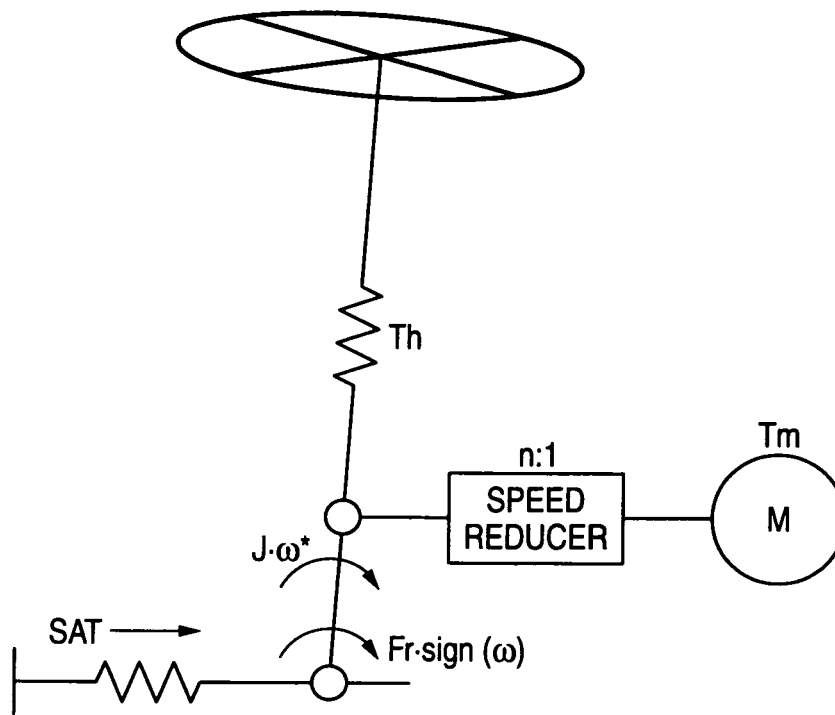 Th
Tm
n:1
SPEED
REDUCER
M
J·ω*
SAT
Fr·sign (ω)